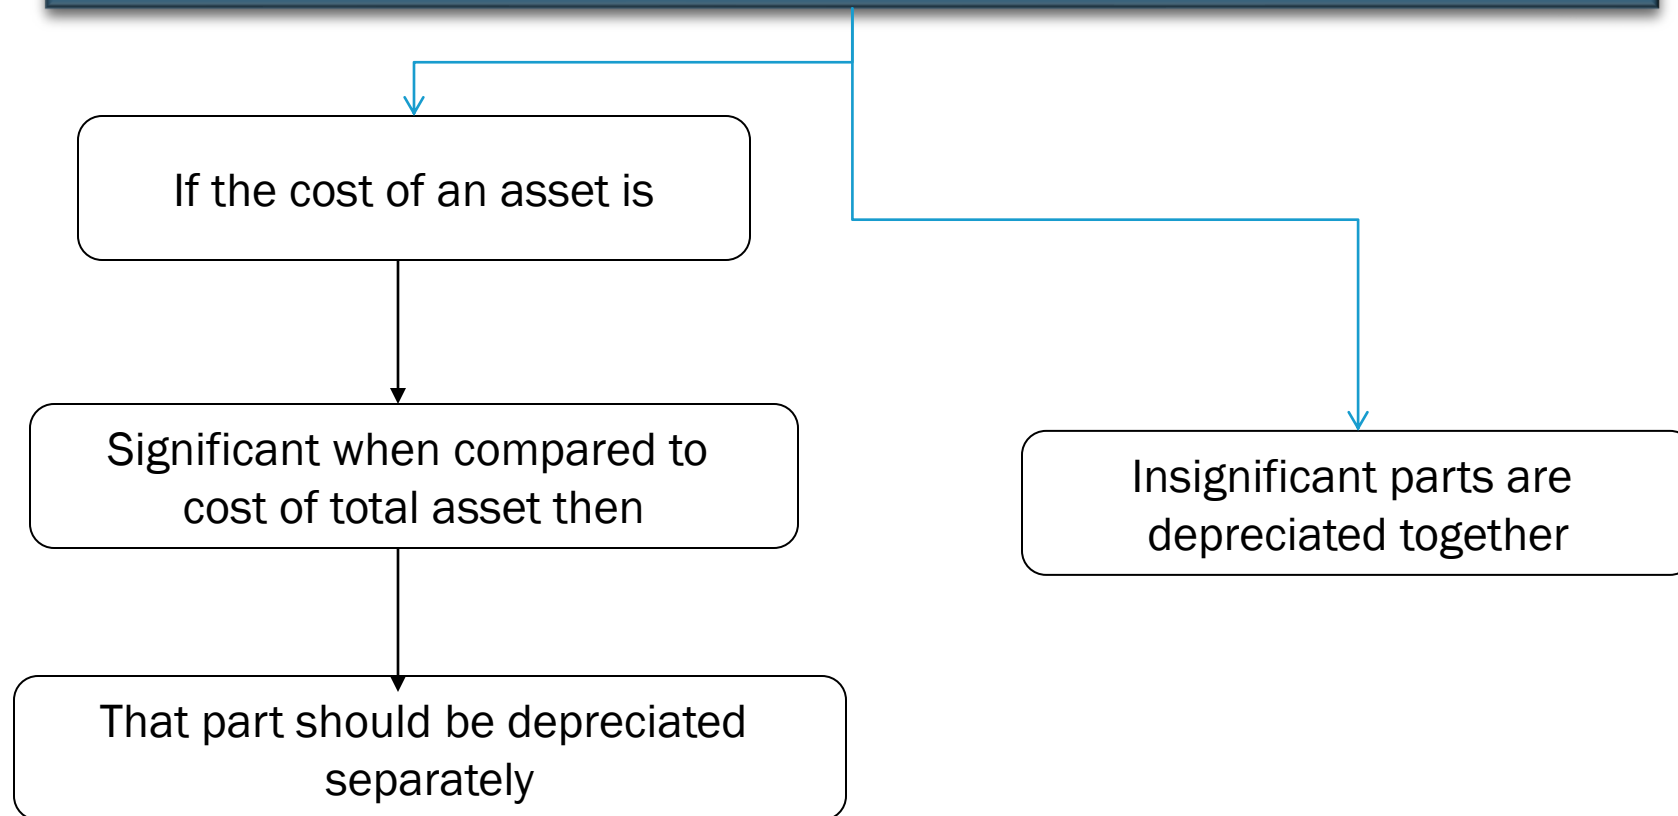 If the cost of an asset is
Significant when compared to
cost of total asset then
Insignificant parts are
depreciated together
That part should be depreciated
separately